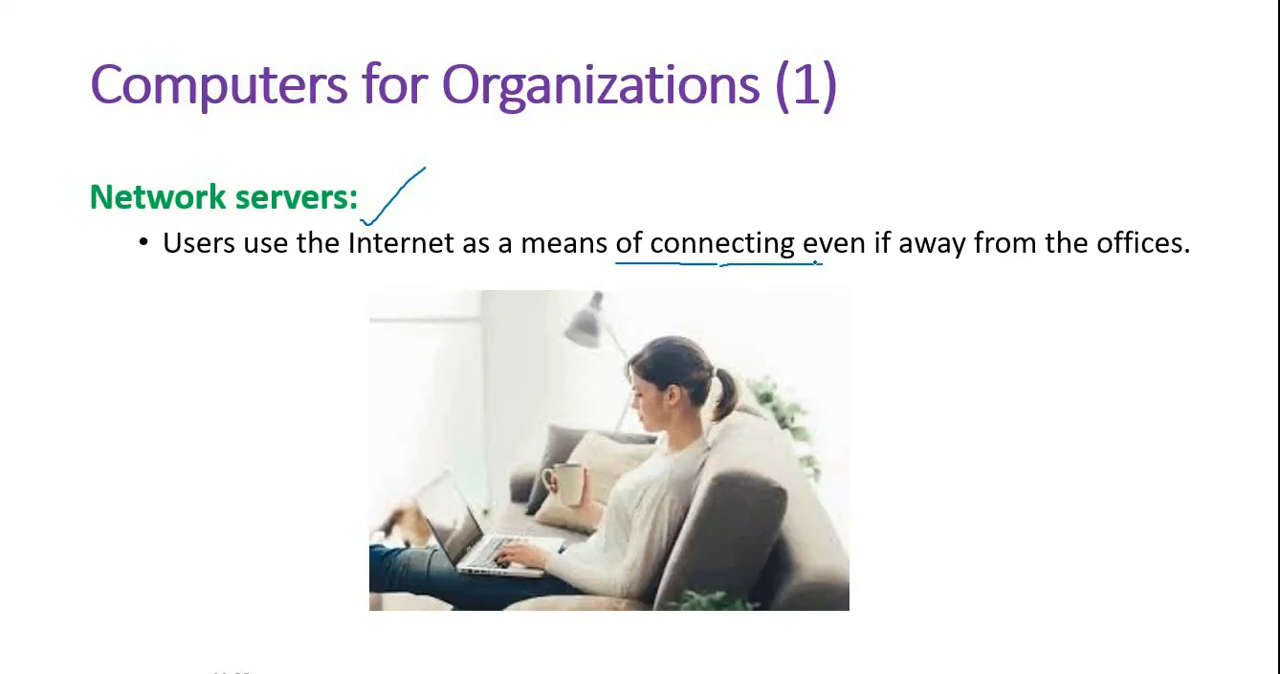 Computers for Organizations (1)
Network servers:
• Users use the Internet as a means of connecting even if away from the offices.